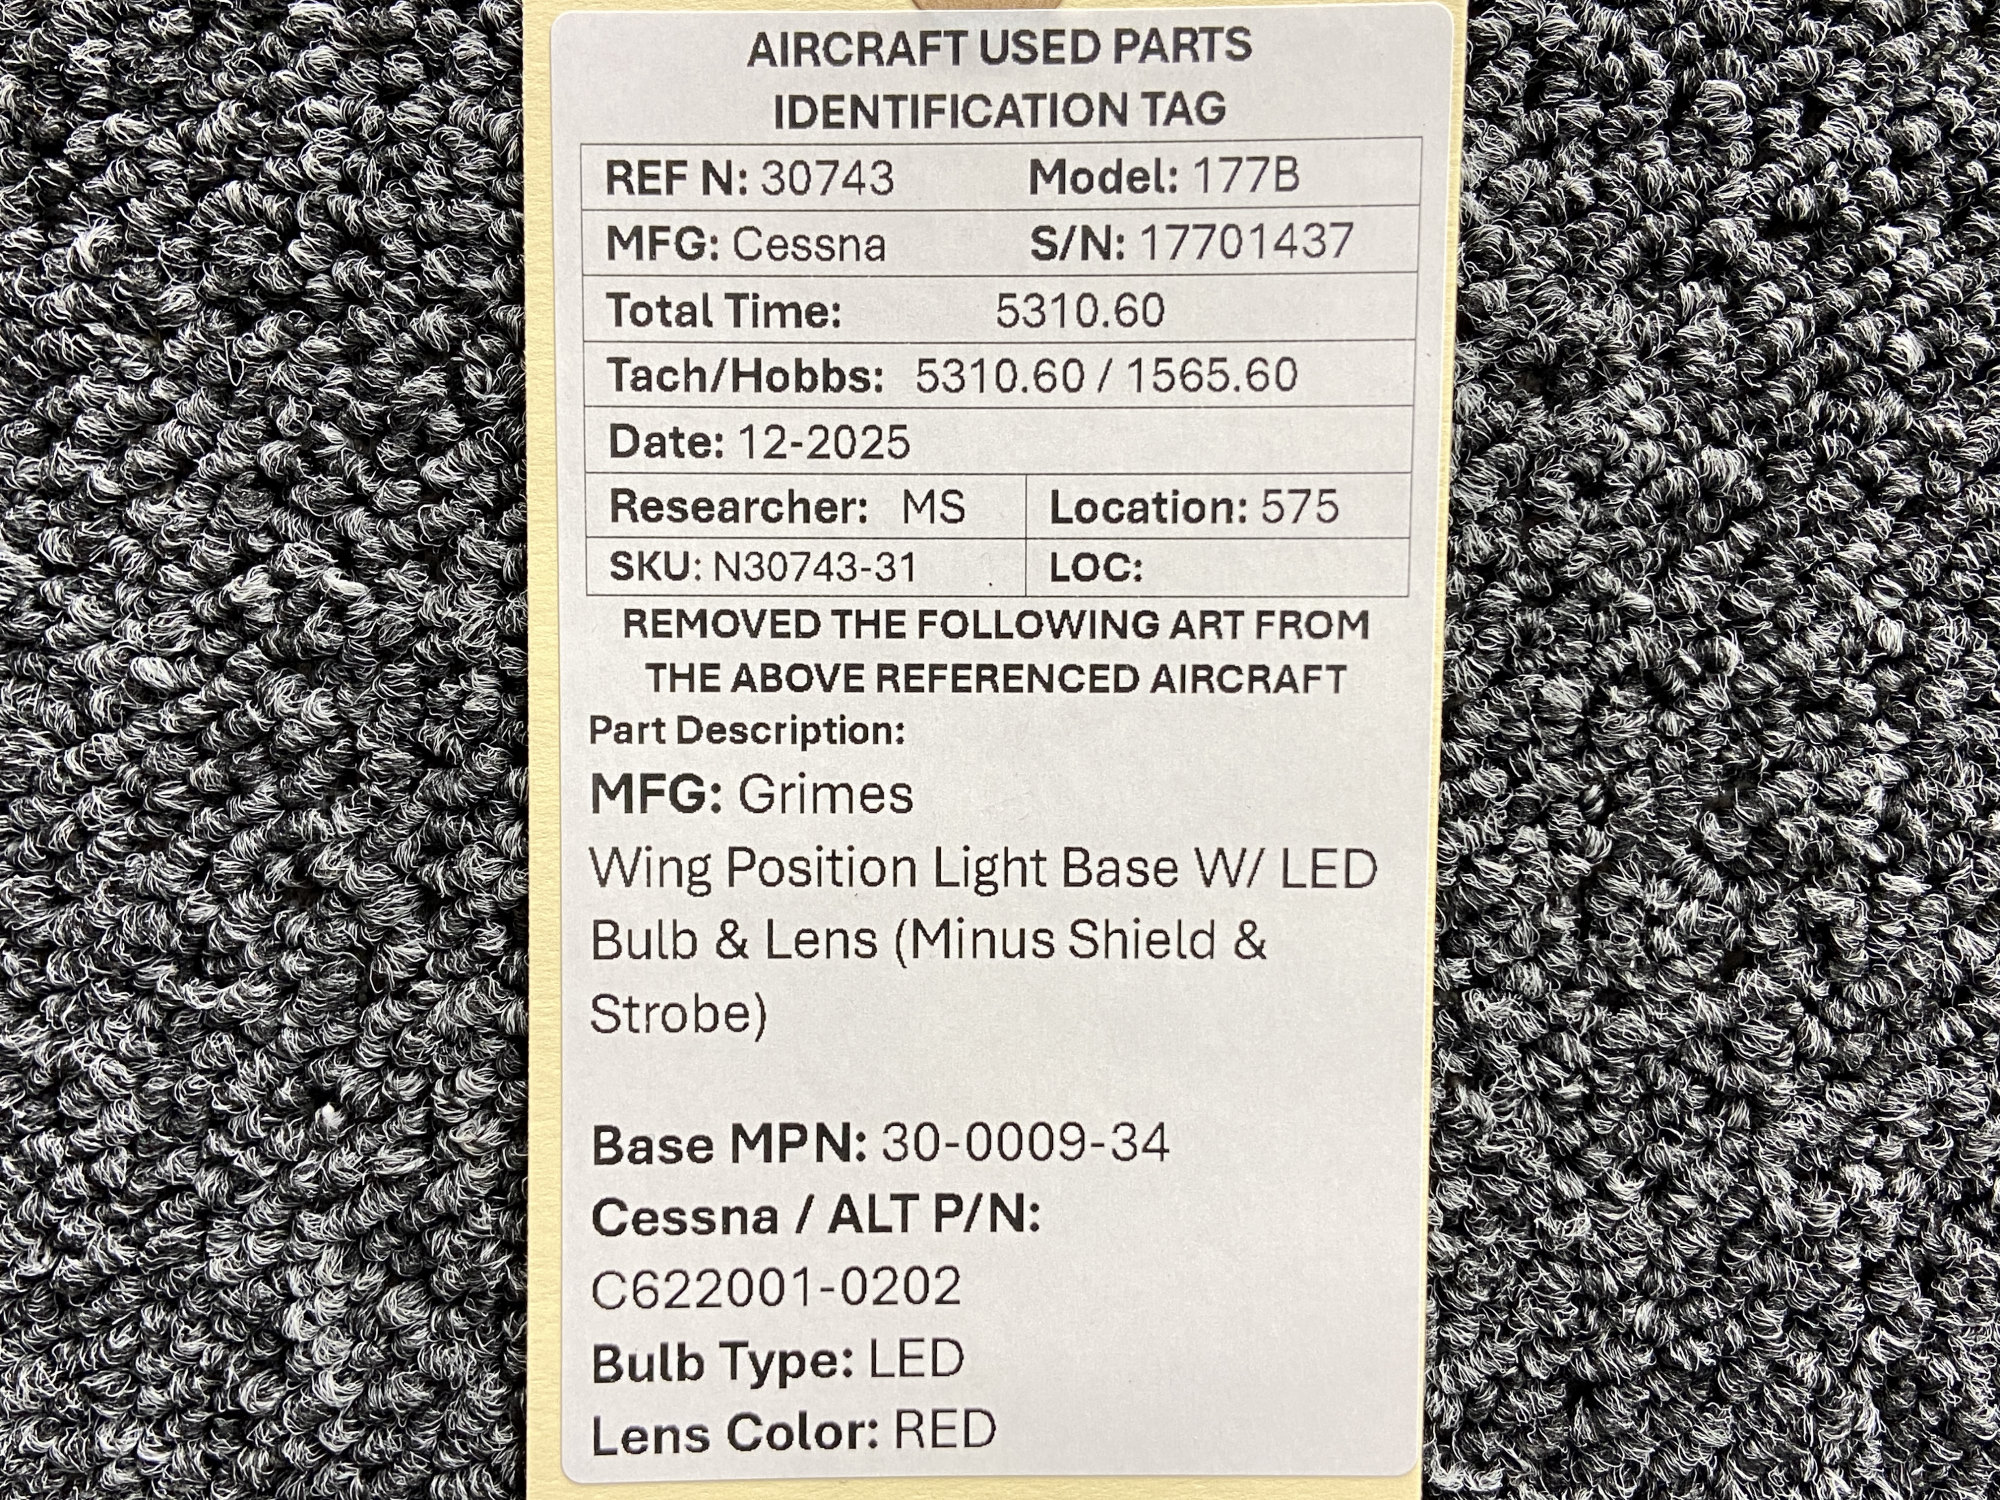 AIRCRAFT USED PARTS
IDENTIFICATION TAG
REF N: 30743 Model: 177B
MFG: Cessna S/N: 17701437
Total Time: 5310.60
Tach/Hobbs: 5310.60 / 1565.60
Date: 12-2025
Researcher: MS Location: 575
SKU: N30743-31 LOC:
REMOVED THE FOLLOWING ART FROM
THE ABOVE REFERENCED AIRCRAFT
Part Description:
MFG: Grimes
Wing Position Light Base W/ LED
Bulb & Lens (Minus Shield &
Strobe)
Base MPN: 30-0009-34
Cessna / ALT P/N:
C622001-0202
Bulb Type: LED
Lens Color: RED